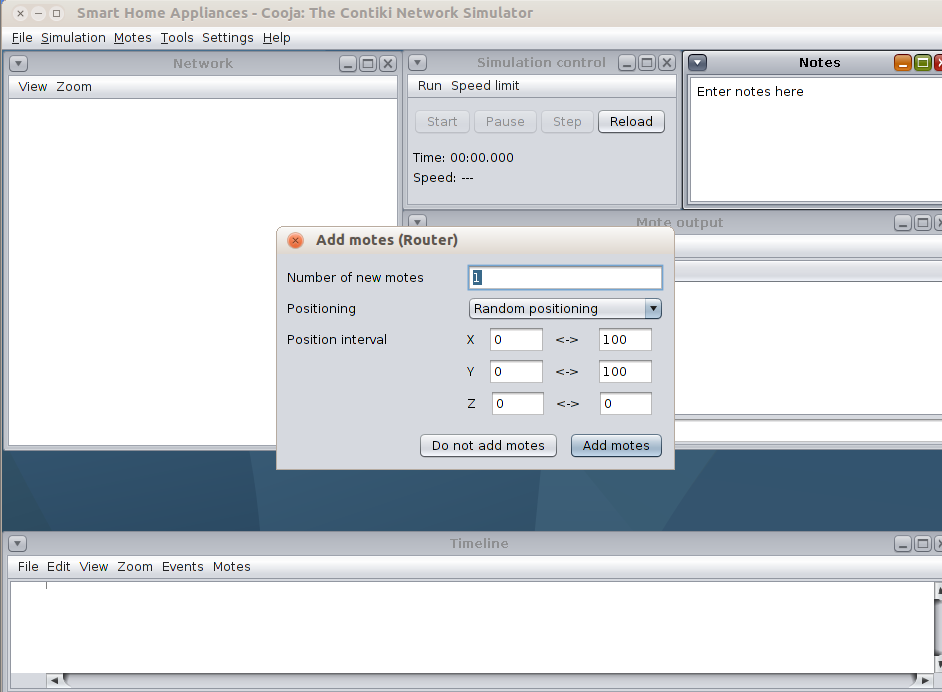 Smart Home Appliances - Cooja: The Contiki Network Simulator
File Simulation Motes Tools Settings Help
Network
View Zoom
Simulation control
Run Speed limit
Start Pause Step Reload
Time: 00:00.000
Speed: ---
Notes
Enter notes here
Mote output
Add motes (Router)
Number of new motes 1
Positioning Random positioning
Position interval X 0 <-> 100
Y 0 <-> 100
Z 0 <-> 0
Do not add motes Add motes
Timeline
File Edit View Zoom Events Motes